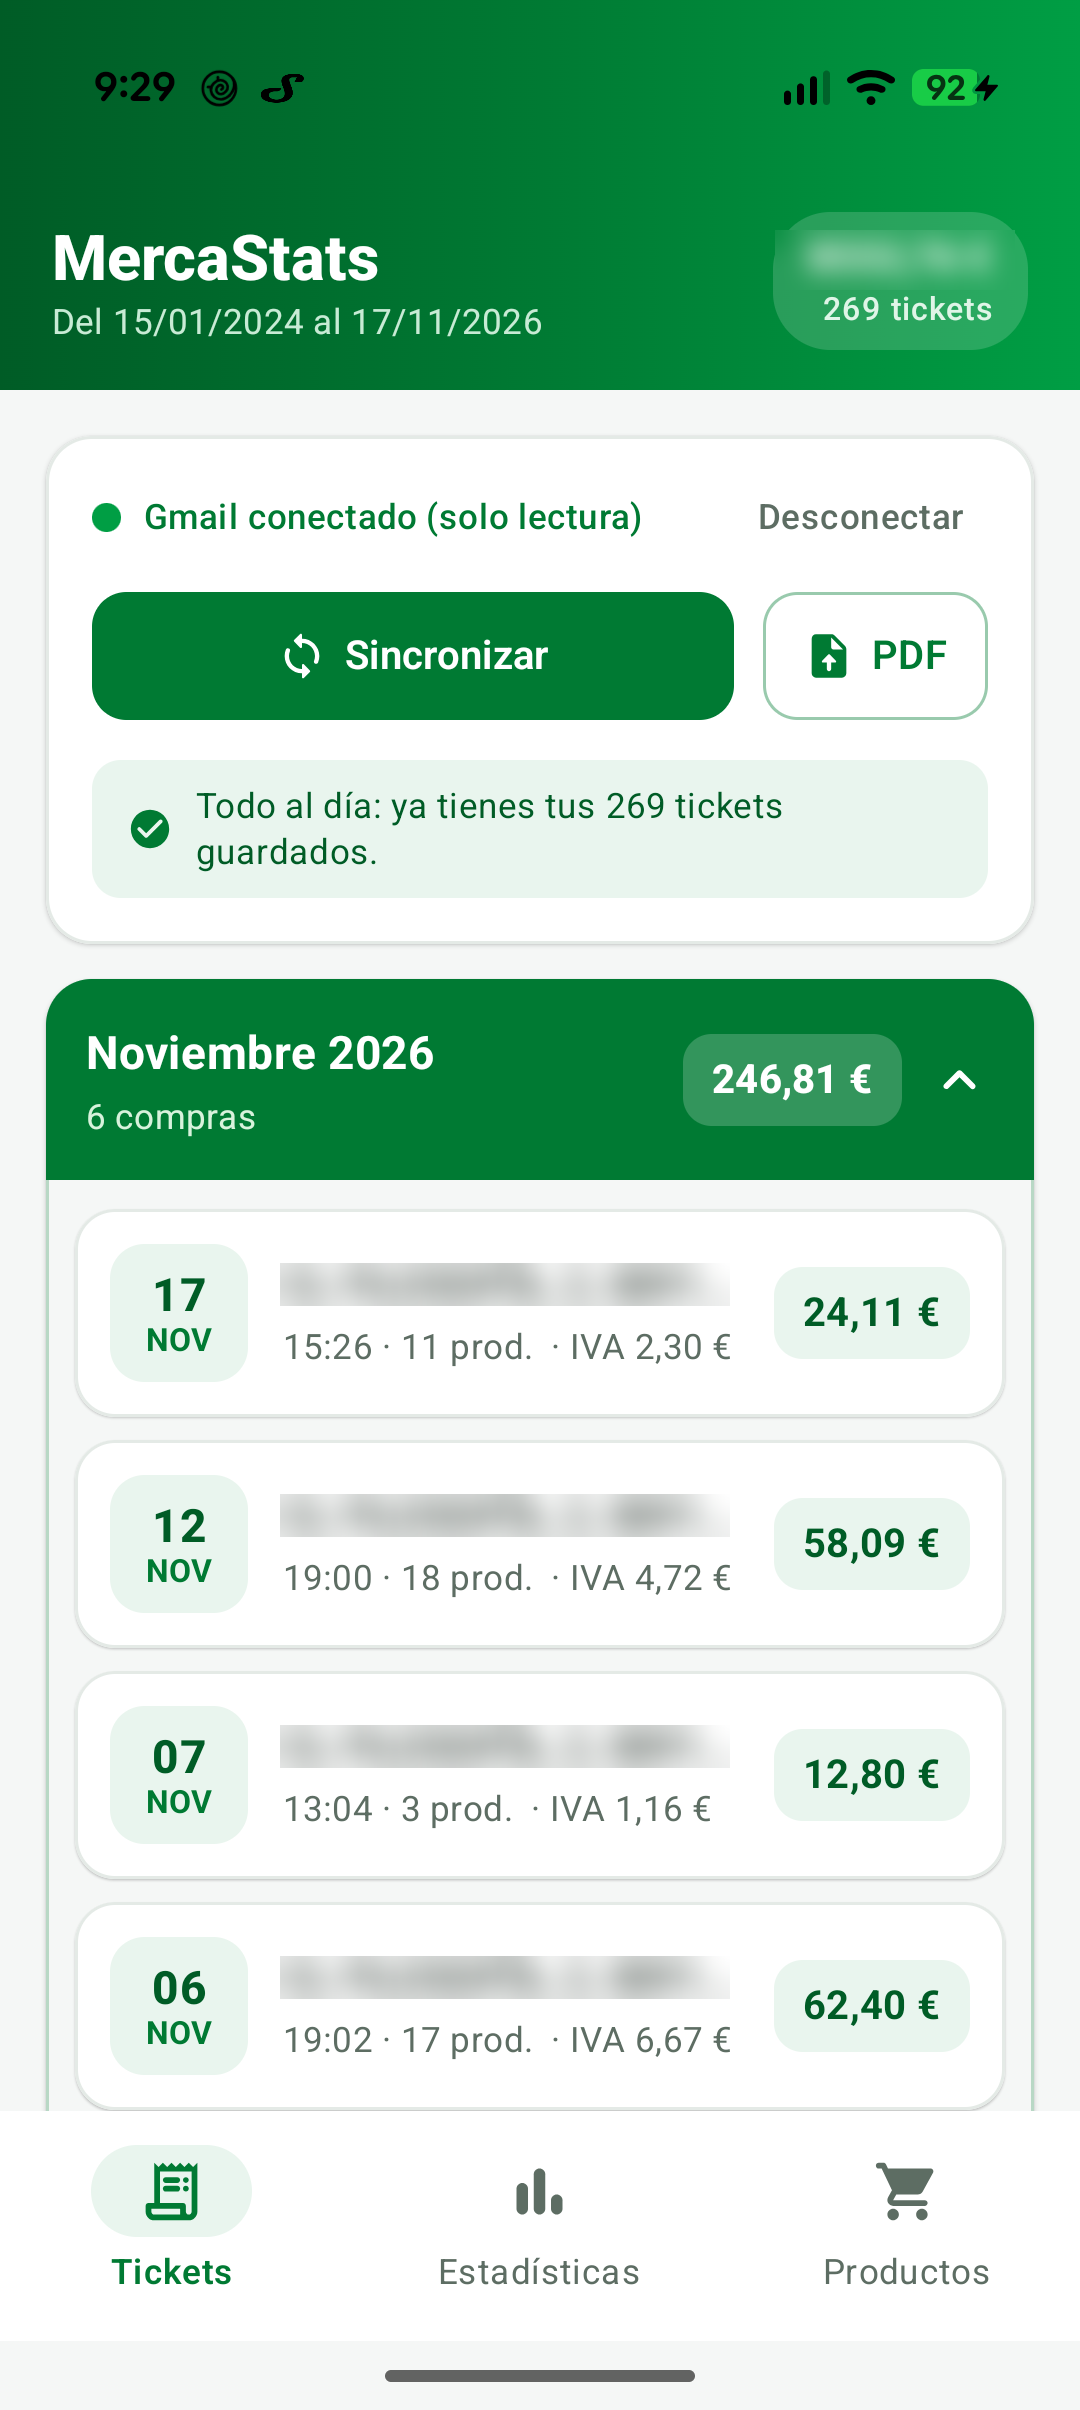 9:29
92
MercaStats
Del 15/01/2024 al 17/11/2026
269 tickets
Gmail conectado (solo lectura)
Desconectar
Sincronizar
PDF
Todo al día: ya tienes tus 269 tickets
guardados.
Noviembre 2026
6 compras
246,81 €
17
NOV
15:26 · 11 prod. · IVA 2,30 €
24,11 €
12
NOV
19:00 · 18 prod. · IVA 4,72 €
58,09 €
07
NOV
13:04 · 3 prod. · IVA 1,16 €
12,80 €
06
NOV
19:02 · 17 prod. · IVA 6,67 €
62,40 €
Tickets
Estadísticas
Productos